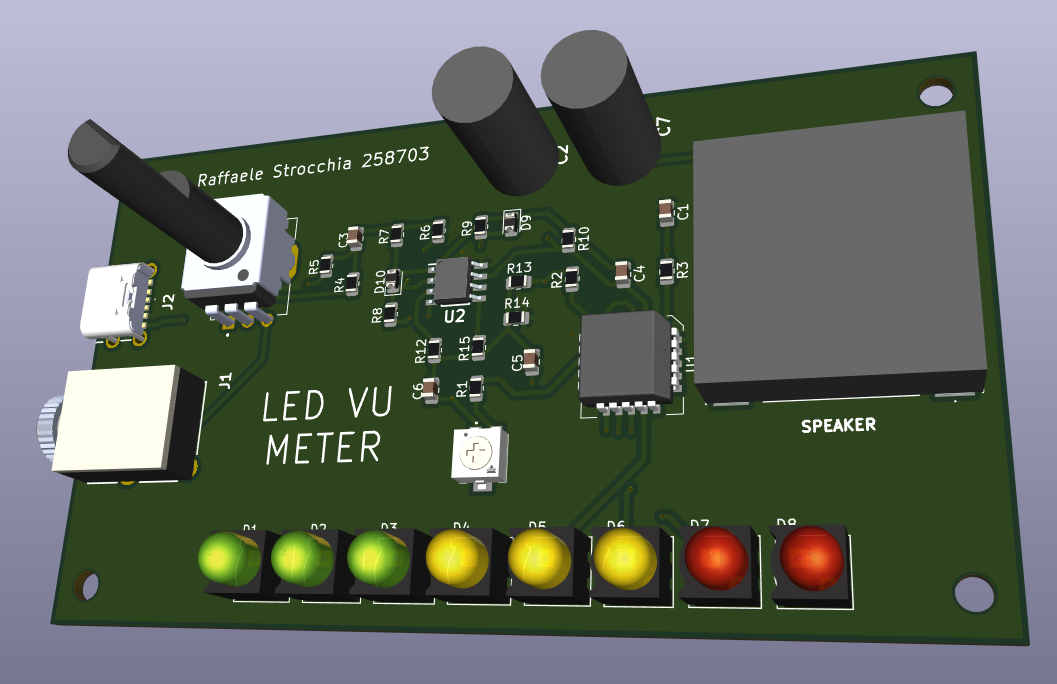 Raffaele Strocchia 258703
C2
C7
C3
R7
R6
R9
D9
R10
C1
R5
R4
D10
R13
R2
C4
R3
J2
R8
U2
R14
R12
R15
C5
U1
J1
C6
R1
LED VU
METER
SPEAKER
D1
D2
D3
D4
D5
D6
D7
D8